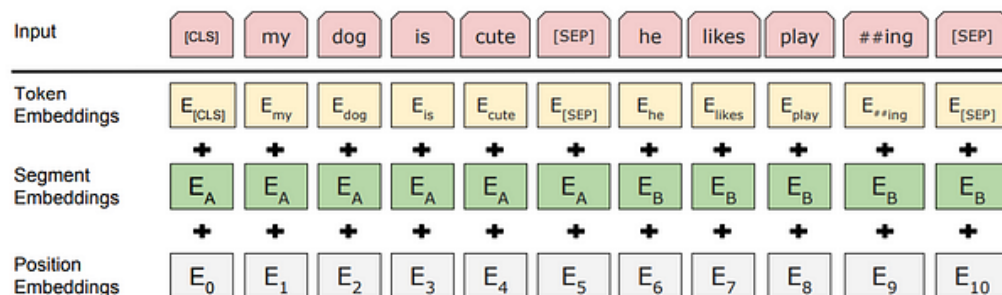 Input [CLS] my dog is cute [SEP] he likes play ##ing [SEP]
Token Embeddings E[CLS] Emy Edog Eis Ecute E[SEP] Ehe Elikes Eplay E##ing E[SEP]
+ + + + + + + + + + +
Segment Embeddings EA EA EA EA EA EA EB EB EB EB EB
+ + + + + + + + + + +
Position Embeddings E0 E1 E2 E3 E4 E5 E6 E7 E8 E9 E10